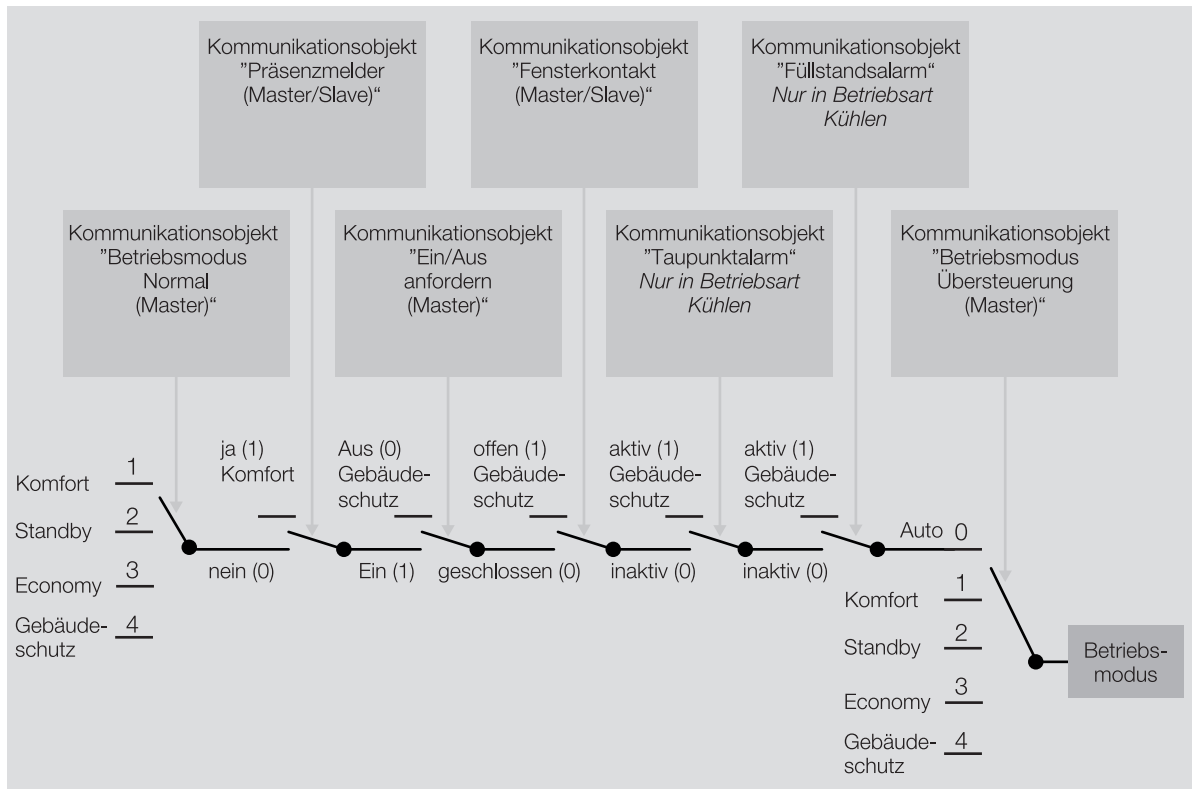 Kommunikationsobjekt
"Präsenzmelder
(Master/Slave)“
Kommunikationsobjekt
"Fensterkontakt
(Master/Slave)“
Kommunikationsobjekt
"Füllstandsalarm“
Nur in Betriebsart
Kühlen
Kommunikationsobjekt
"Betriebsmodus
Normal
(Master)“
Kommunikationsobjekt
"Ein/Aus
anfordern
(Master)“
Kommunikationsobjekt
"Taupunktalarm“
Nur in Betriebsart
Kühlen
Kommunikationsobjekt
"Betriebsmodus
Übersteuerung
(Master)“
ja (1)
Komfort
Aus (0)
Gebäude-
schutz
offen (1)
Gebäude-
schutz
aktiv (1)
Gebäude-
schutz
aktiv (1)
Gebäude-
schutz
Komfort 1
Standby 2
Economy 3
Gebäude-
schutz 4
nein (0)
Ein (1)
geschlossen (0)
inaktiv (0)
inaktiv (0)
Auto 0
Komfort 1
Standby 2
Economy 3
Gebäude-
schutz 4
Betriebs-
modus